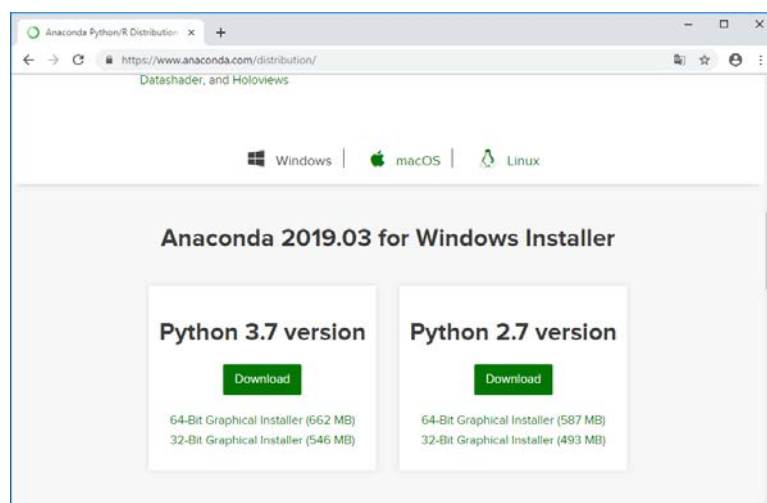 Anaconda Python/R Distribution
https://www.anaconda.com/distribution/
Datashader, and Holoviews
Windows | macOS | Linux
Anaconda 2019.03 for Windows Installer
Python 3.7 version
Download
64-Bit Graphical Installer (662 MB)
32-Bit Graphical Installer (546 MB)
Python 2.7 version
Download
64-Bit Graphical Installer (587 MB)
32-Bit Graphical Installer (493 MB)